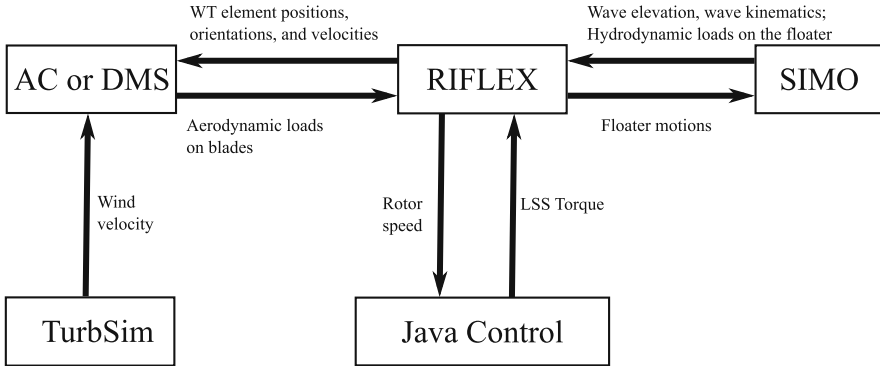 WT element positions,
orientations, and velocities
Wave elevation, wave kinematics;
Hydrodynamic loads on the floater
AC or DMS
RIFLEX
SIMO
Aerodynamic loads
on blades
Floater motions
Wind
velocity
Rotor
speed
LSS Torque
TurbSim
Java Control